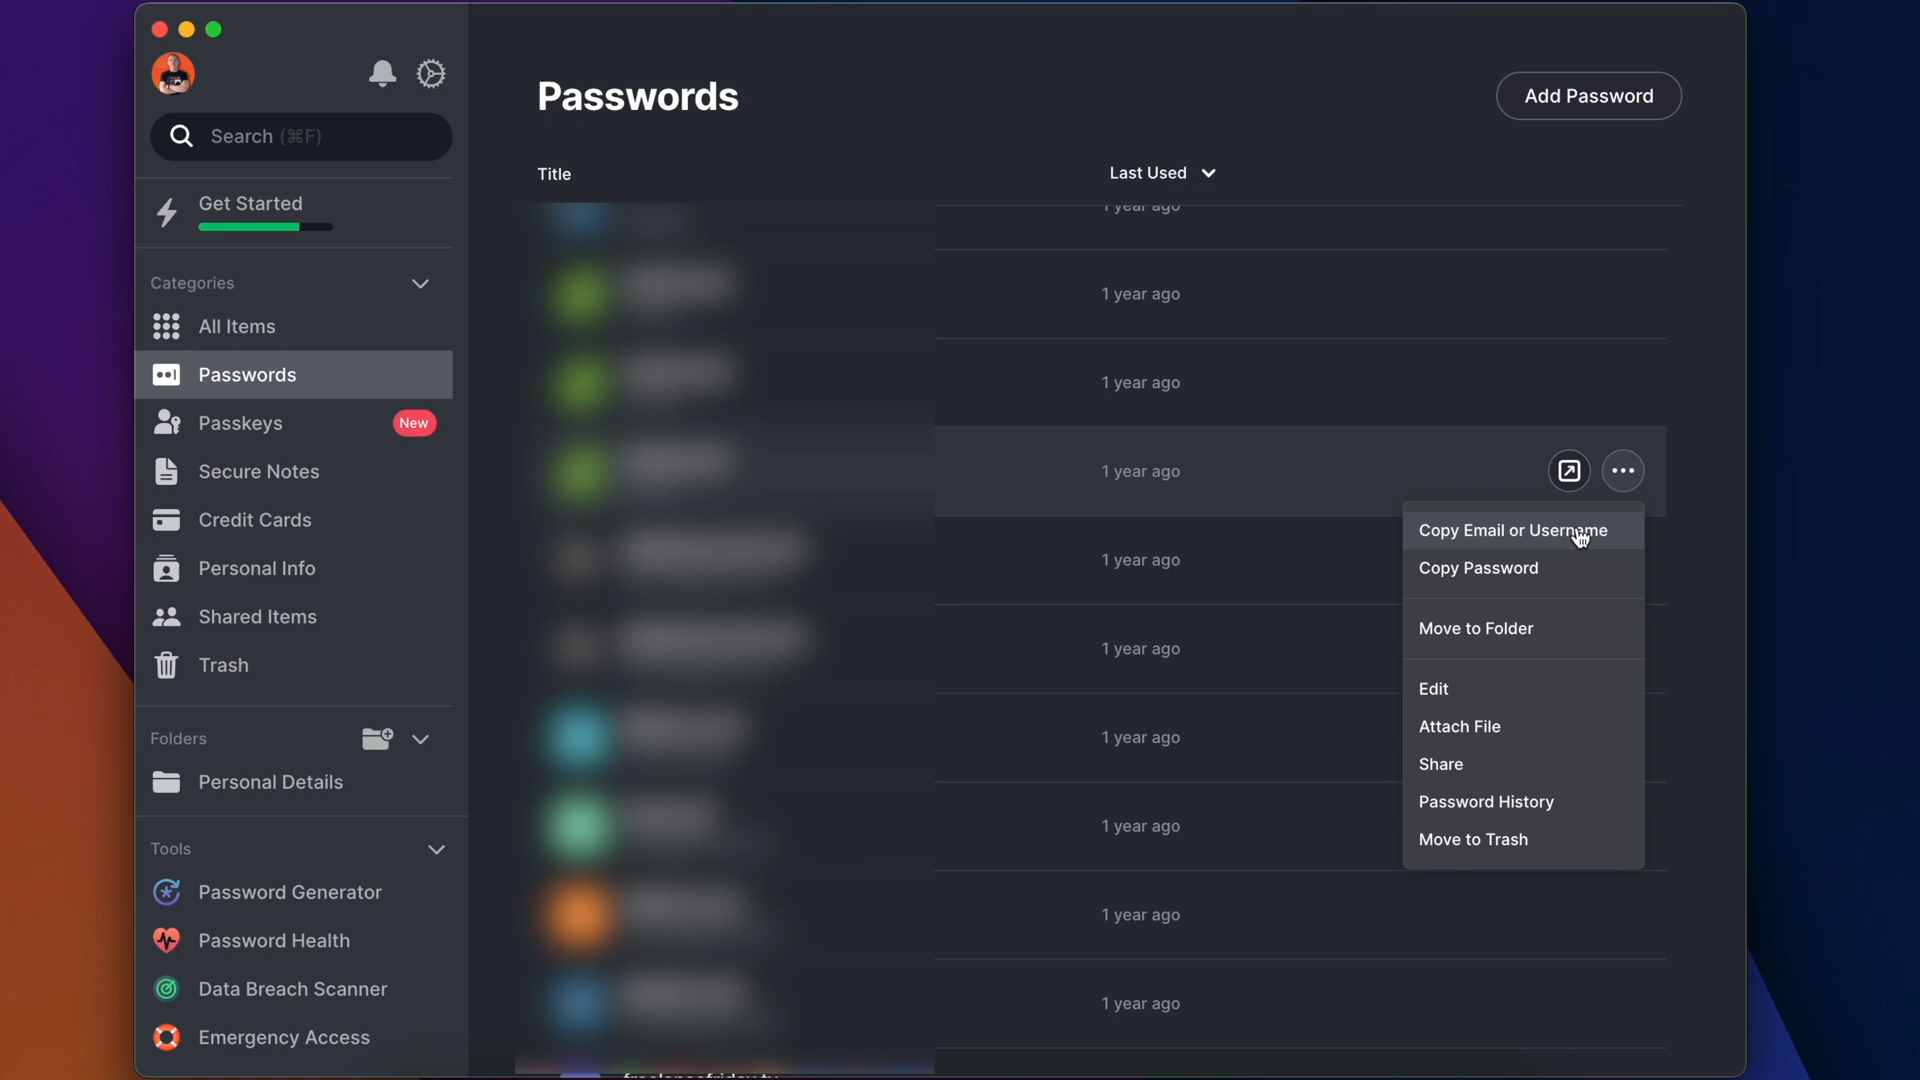 Search (⌘F)
Get Started
Categories
All Items
Passwords
Passkeys New
Secure Notes
Credit Cards
Personal Info
Shared Items
Trash
Folders
Personal Details
Tools
Password Generator
Password Health
Data Breach Scanner
Emergency Access
Passwords
Add Password
Title
Last Used
1 year ago
1 year ago
1 year ago
1 year ago
1 year ago
1 year ago
1 year ago
1 year ago
1 year ago
1 year ago
Copy Email or Username
Copy Password
Move to Folder
Edit
Attach File
Share
Password History
Move to Trash